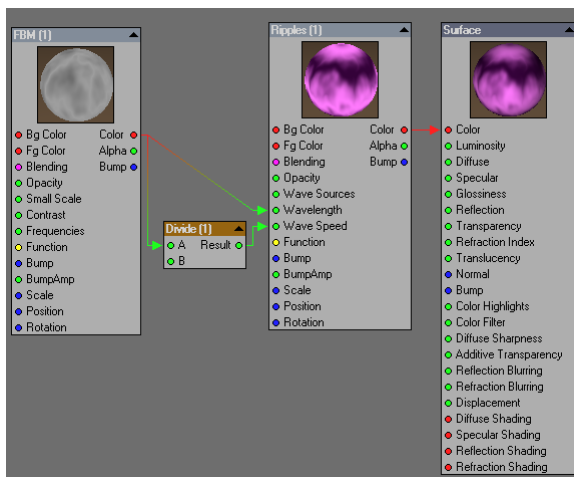 FBM (1)
Bg Color Color
Fg Color Alpha
Blending Bump
Opacity
Small Scale
Contrast
Frequencies
Function
Bump
BumpAmp
Scale
Position
Rotation
Divide (1)
A Result
B
Ripples (1)
Bg Color Color
Fg Color Alpha
Blending Bump
Opacity
Wave Sources
Wavelength
Wave Speed
Function
Bump
BumpAmp
Scale
Position
Rotation
Surface
Color
Luminosity
Diffuse
Specular
Glossiness
Reflection
Transparency
Refraction Index
Translucency
Normal
Bump
Color Highlights
Color Filter
Diffuse Sharpness
Additive Transparency
Reflection Blurring
Refraction Blurring
Displacement
Diffuse Shading
Specular Shading
Reflection Shading
Refraction Shading